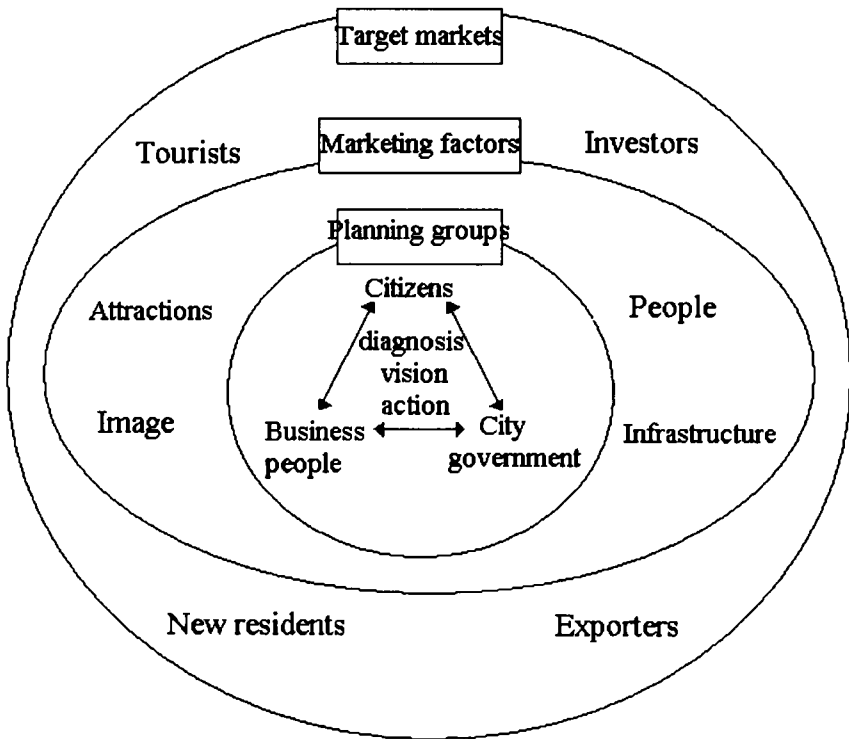 Target markets
Tourists
Marketing factors
Investors
Planning groups
Citizens
Attractions
People
diagnosis
vision
action
Image
Business
people
City
government
Infrastructure
New residents
Exporters